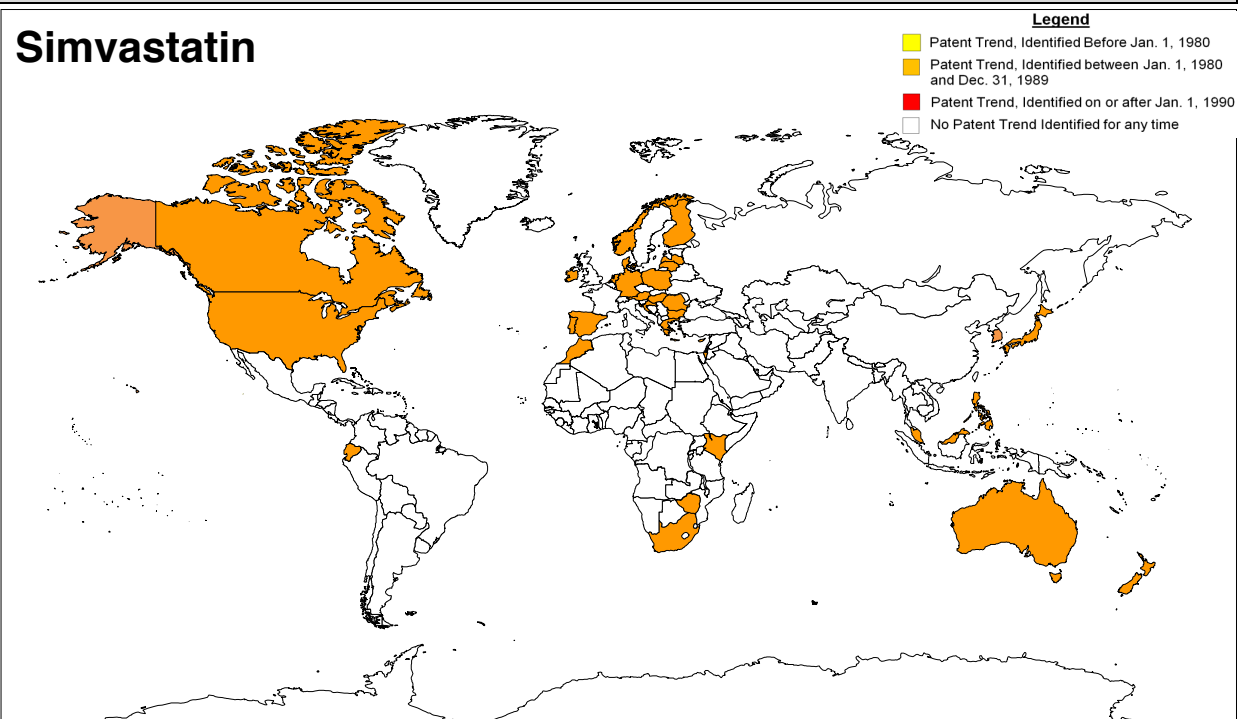 Simvastatin
Legend
Patent Trend, Identified Before Jan. 1, 1980
Patent Trend, Identified between Jan. 1, 1980
and Dec. 31, 1989
Patent Trend, Identified on or after Jan. 1, 1990
No Patent Trend Identified for any time